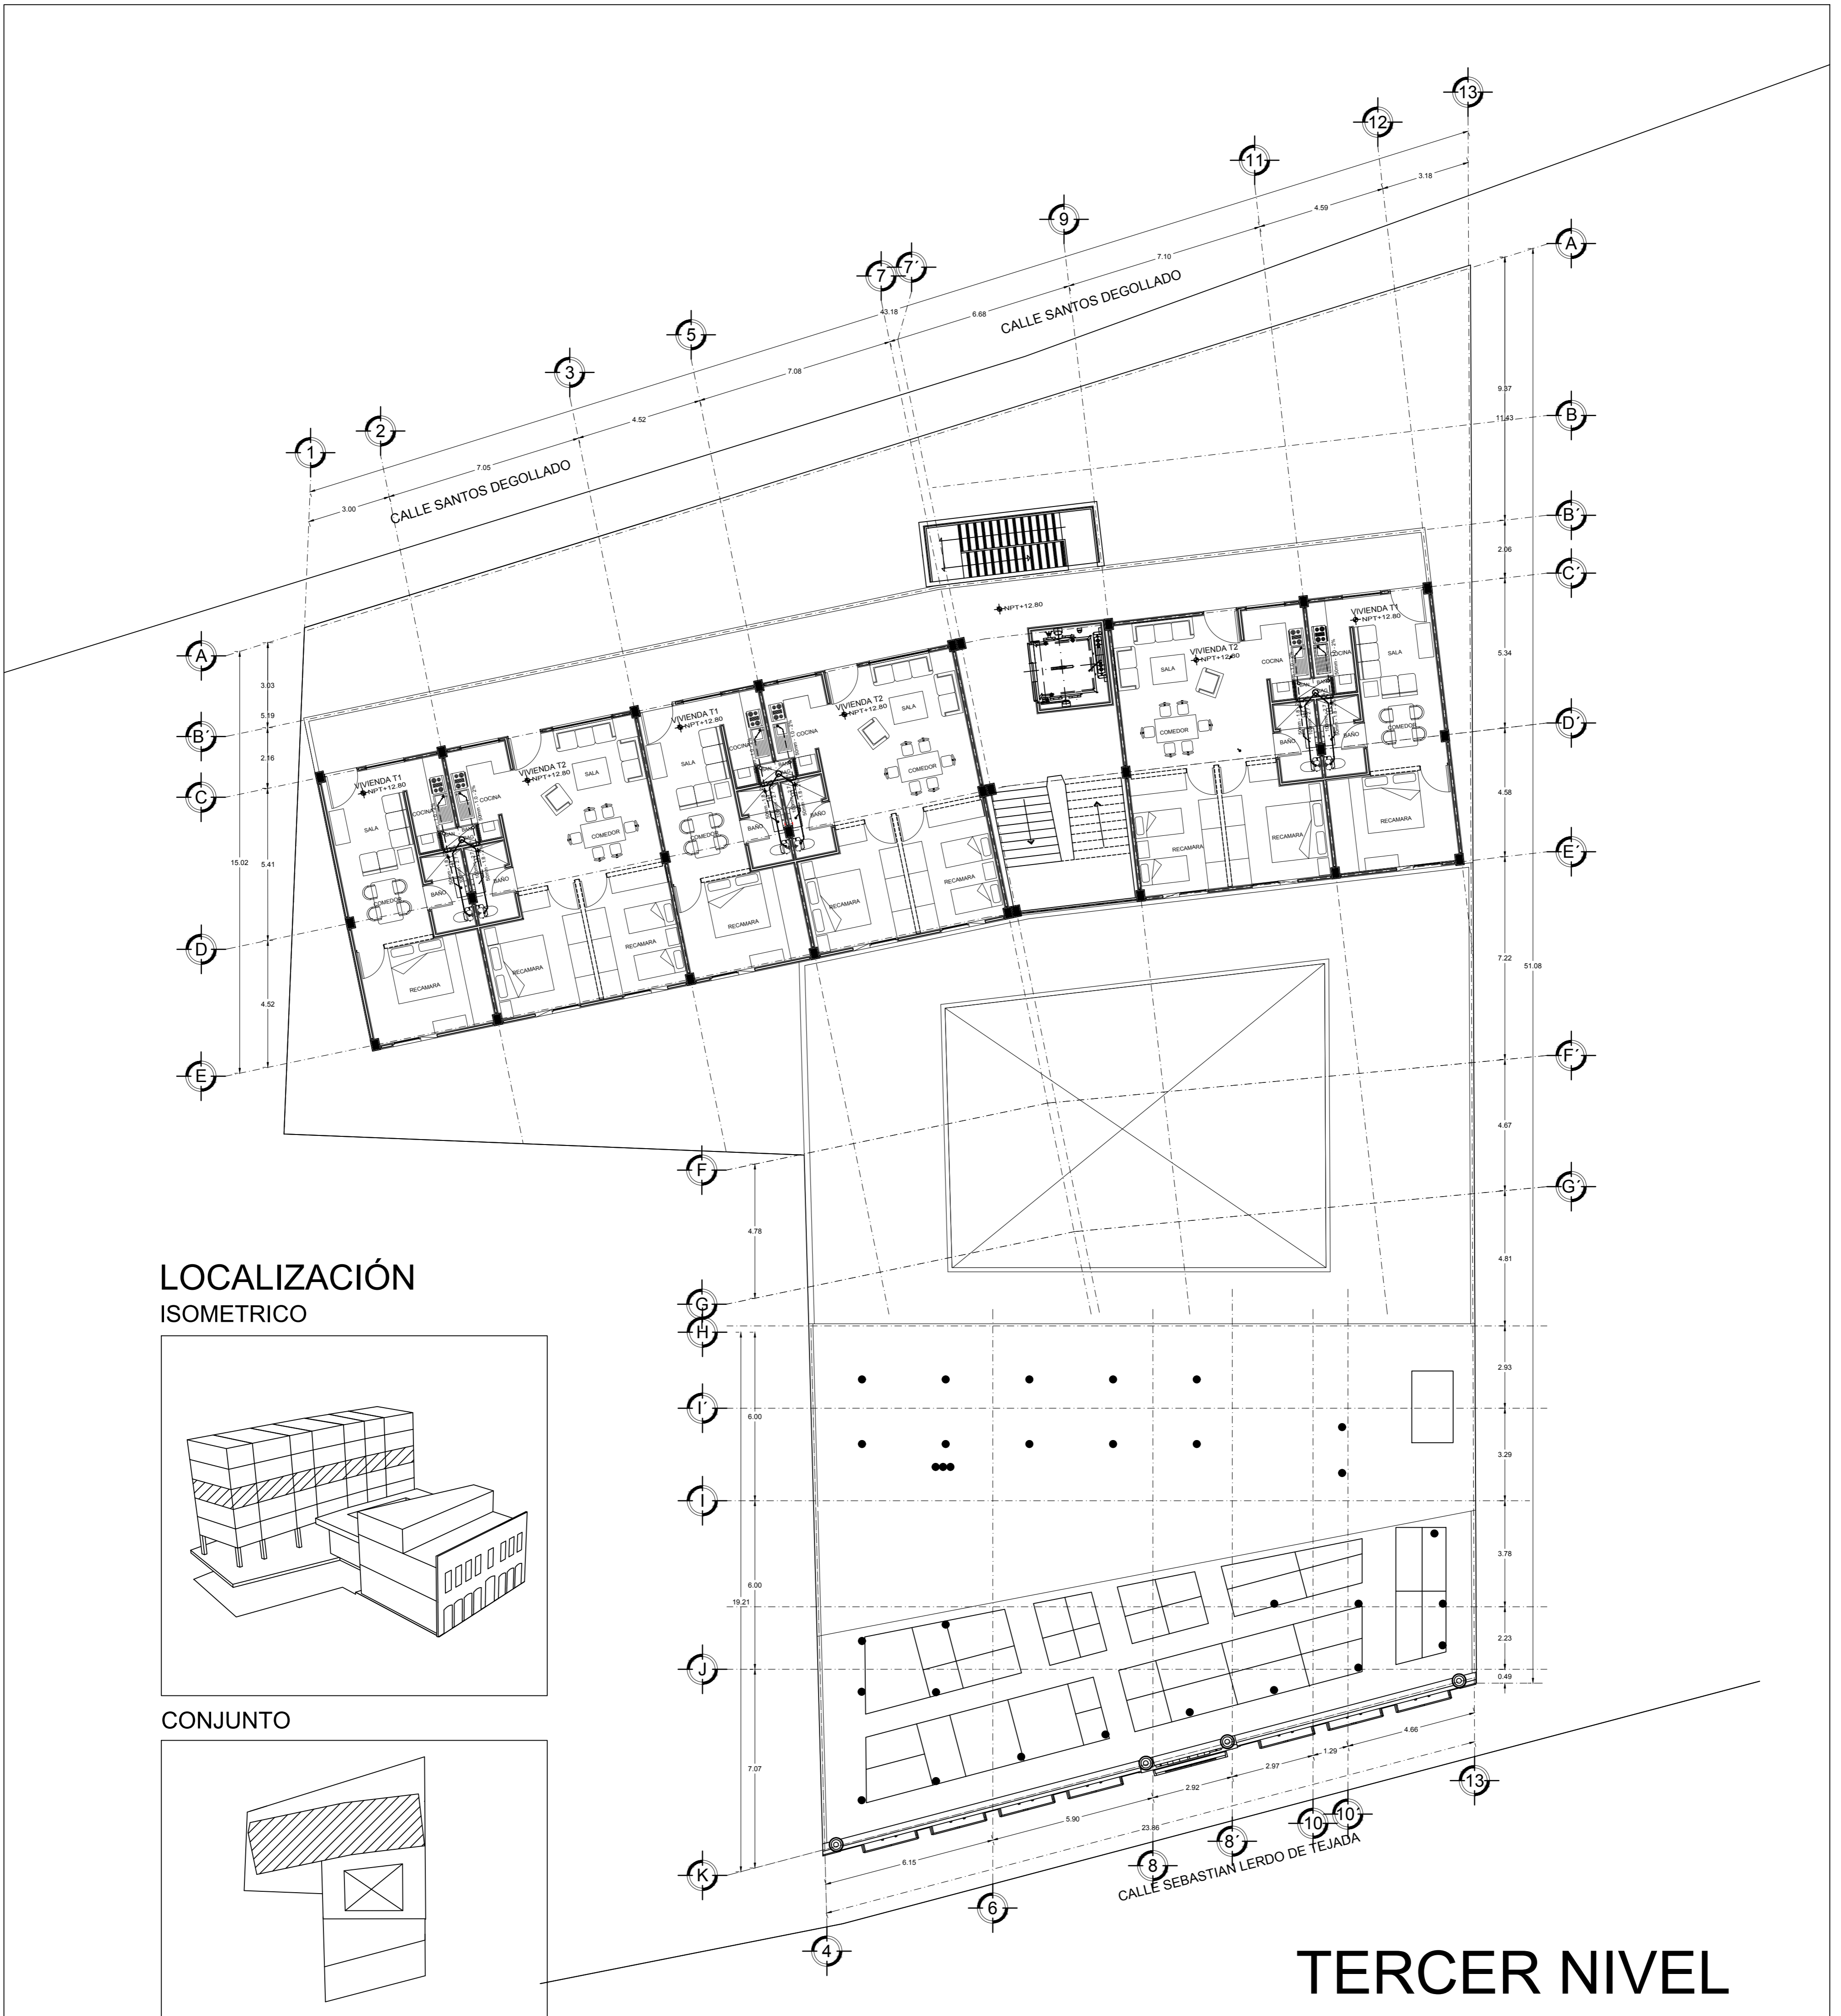 13
12
11
3.18
9
4.59
A
7.10
7
7´
43.18
6.68
CALLE SANTOS DEGOLLADO
5
7.08
3
9.37
11.43
B
4.52
2
1
7.05
CALLE SANTOS DEGOLLADO
3.00
B´
2.06
C´
NPT+12.80
VIVIENDA T1
NPT+12.80
VIVIENDA T2
NPT+12.80
COCINA
COCINA
SALA
SALA
5.34
A
3.03
5.19
B´
2.16
C
VIVIENDA T2
NPT+12.80
SALA
VIVIENDA T1
NPT+12.80
COCINA
COCINA
SALA
COMEDOR
COMEDOR
COMEDOR
BAÑO
BAÑO
D´
VIVIENDA T2
NPT+12.80
SALA
VIVIENDA T1
NPT+12.80
COCINA
COCINA
SALA
COMEDOR
COMEDOR
BAÑO
BAÑO
4.58
RECAMARA
RECAMARA
RECAMARA
E´
15.02
5.41
BAÑO
BAÑO
COMEDOR
RECAMARA
RECAMARA
RECAMARA
D
RECAMARA
RECAMARA
RECAMARA
4.52
E
7.22
51.08
F´
4.67
F
G´
4.78
4.81
G
H
LOCALIZACIÓN
ISOMETRICO
2.93
I´
6.00
3.29
I
3.78
6.00
19.21
2.23
J
0.49
CONJUNTO
7.07
4.66
1.29
2.97
2.92
13
5.90
23.86
10
10´
8´
6.15
8
K
CALLE SEBASTIAN LERDO DE TEJADA
6
4
TERCER NIVEL